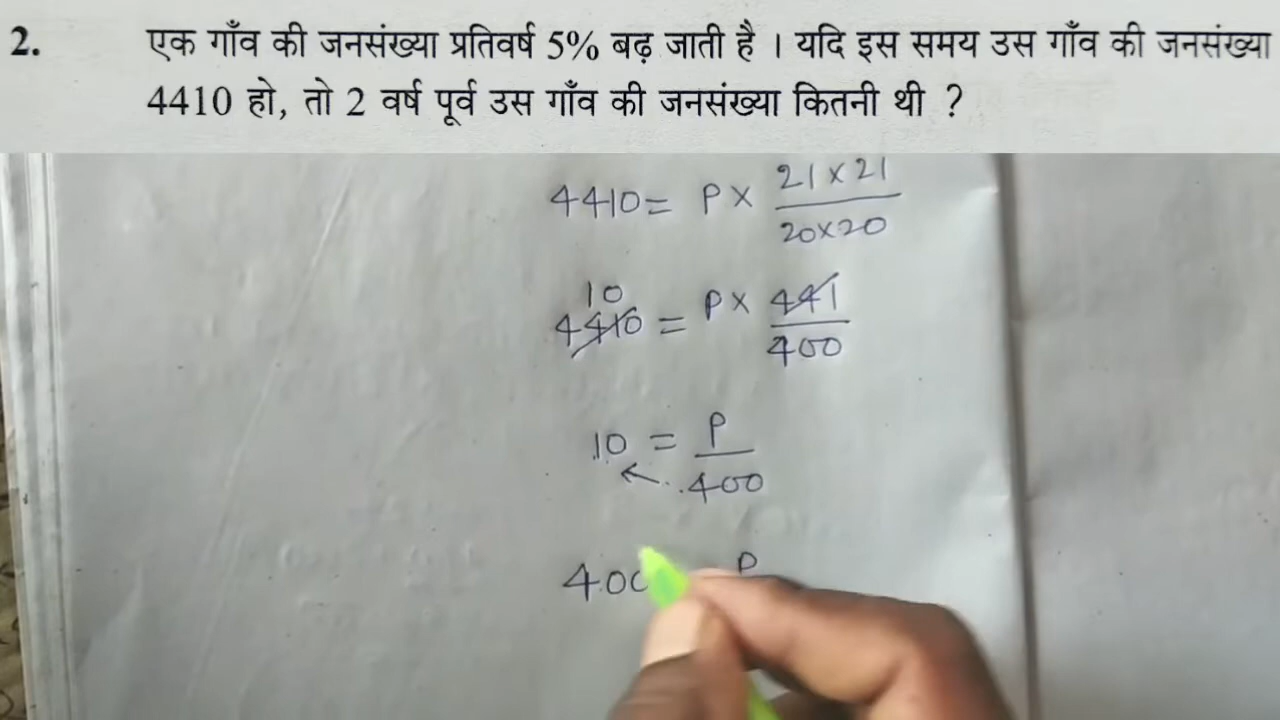 2. एक गाँव की जनसंख्या प्रतिवर्ष 5% बढ़ जाती है । यदि इस समय उस गाँव की जनसंख्या
4410 हो, तो 2 वर्ष पूर्व उस गाँव की जनसंख्या कितनी थी ?
4410 = P × 21 × 21
20 × 20
10
4410 = P × 441
400
10 = P
400
P